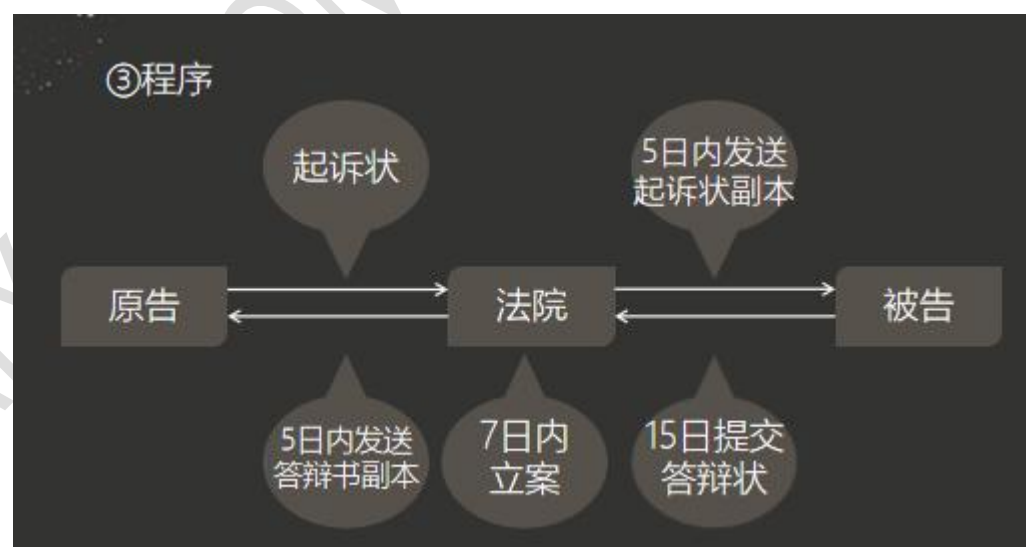 ③程序
起诉状
5日内发送
起诉状副本
原告
法院
被告
5日内发送
答辩书副本
7日内
立案
15日提交
答辩状